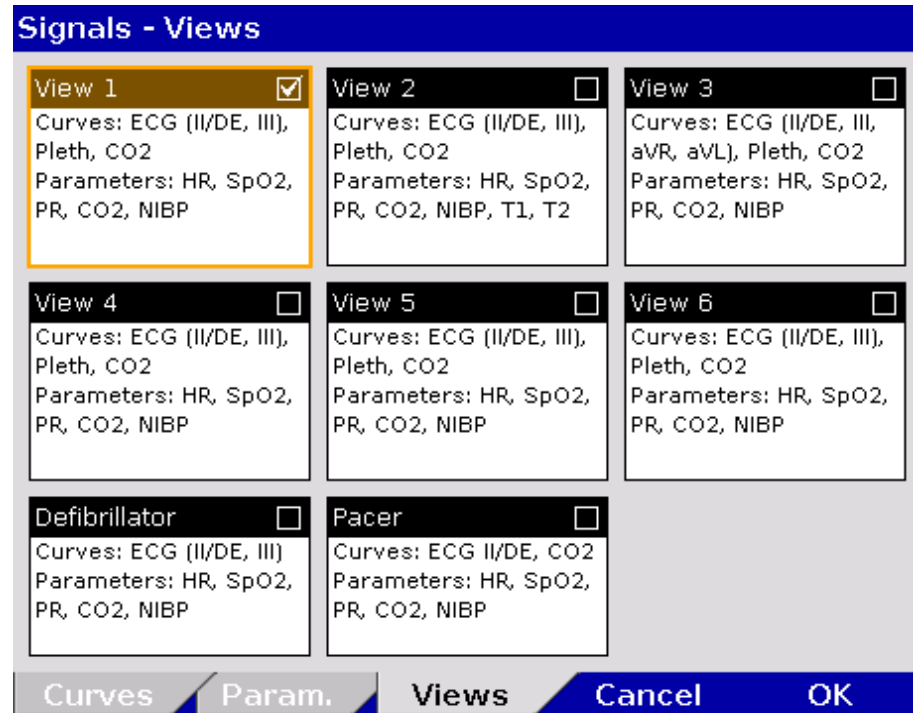 Signals - Views
View 1
Curves: ECG (II/DE, III),
Pleth, CO2
Parameters: HR, SpO2,
PR, CO2, NIBP
View 2
Curves: ECG (II/DE, III),
Pleth, CO2
Parameters: HR, SpO2,
PR, CO2, NIBP, T1, T2
View 3
Curves: ECG (II/DE, III,
aVR, aVL), Pleth, CO2
Parameters: HR, SpO2,
PR, CO2, NIBP
View 4
Curves: ECG (II/DE, III),
Pleth, CO2
Parameters: HR, SpO2,
PR, CO2, NIBP
View 5
Curves: ECG (II/DE, III),
Pleth, CO2
Parameters: HR, SpO2,
PR, CO2, NIBP
View 6
Curves: ECG (II/DE, III),
Pleth, CO2
Parameters: HR, SpO2,
PR, CO2, NIBP
Defibrillator
Curves: ECG (II/DE, III)
Parameters: HR, SpO2,
PR, CO2, NIBP
Pacer
Curves: ECG II/DE, CO2
Parameters: HR, SpO2,
PR, CO2, NIBP
Curves Param. Views Cancel OK